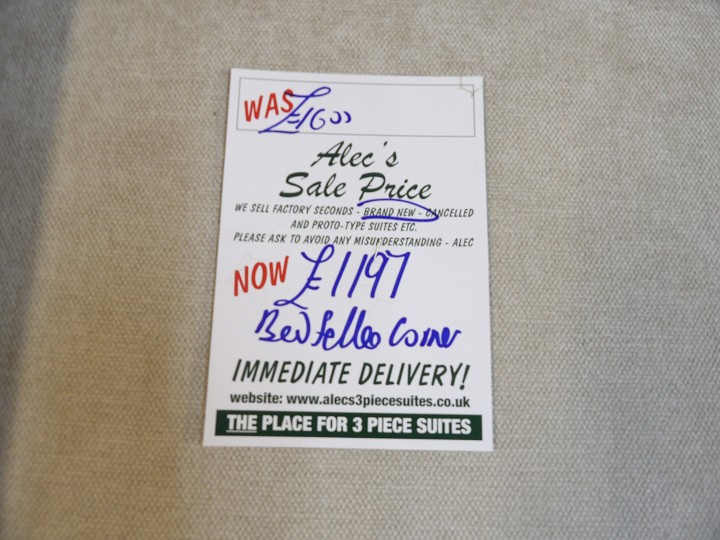 WAS £1600
Alec's
Sale Price
WE SELL FACTORY SECONDS - BRAND NEW - CANCELLED
AND PROTO-TYPE SUITES ETC.
PLEASE ASK TO AVOID ANY MISUNDERSTANDING - ALEC
NOW £1197
Corner
IMMEDIATE DELIVERY!
website: www.alecs3piecesuites.co.uk
THE PLACE FOR 3 PIECE SUITES